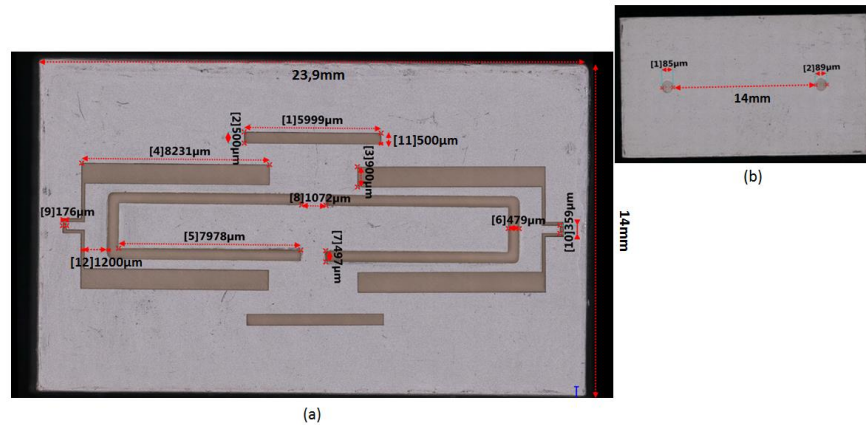 23,9mm
[1]5999µm
[2]500µm
[11]500µm
[4]8231µm
[3]900µm
[8]1072µm
[9]176µm
[6]479µm
[10]359µm
[5]7978µm
[7]497µm
[12]1200µm
14mm
(a)
[1]85µm
[2]89µm
14mm
(b)